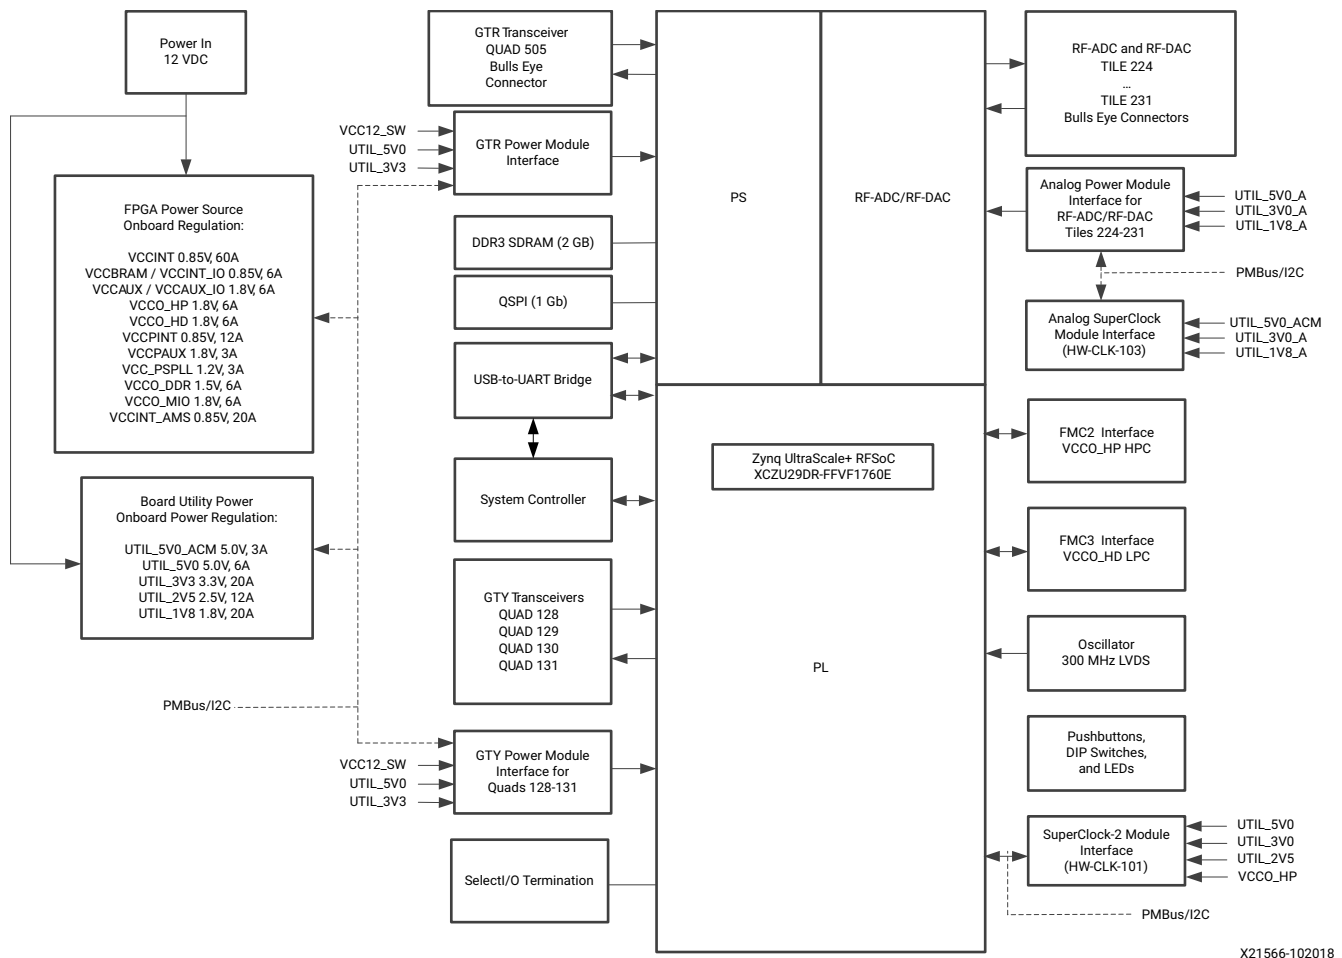 Power In
12 VDC
FPGA Power Source
Onboard Regulation:
VCCINT 0.85V, 60A
VCCBRAM / VCCINT_IO 0.85V, 6A
VCCAUX / VCCAUX_IO 1.8V, 6A
VCCO_HP 1.8V, 6A
VCCO_HD 1.8V, 6A
VCCPINT 0.85V, 12A
VCCPAUX 1.8V, 3A
VCC_PSPLL 1.2V, 3A
VCCO_DDR 1.5V, 6A
VCCO_MIO 1.8V, 6A
VCCINT_AMS 0.85V, 20A
Board Utility Power
Onboard Power Regulation:
UTIL_5V0_ACM 5.0V, 3A
UTIL_5V0 5.0V, 6A
UTIL_3V3 3.3V, 20A
UTIL_2V5 2.5V, 12A
UTIL_1V8 1.8V, 20A
PMBus/I2C
GTR Transceiver
QUAD 505
Bulls Eye
Connector
VCC12_SW
UTIL_5V0
UTIL_3V3
GTR Power Module
Interface
DDR3 SDRAM (2 GB)
QSPI (1 Gb)
USB-to-UART Bridge
System Controller
GTY Transceivers
QUAD 128
QUAD 129
QUAD 130
QUAD 131
VCC12_SW
UTIL_5V0
UTIL_3V3
GTY Power Module
Interface for
Quads 128-131
SelectI/O Termination
PS
RF-ADC/RF-DAC
Zynq UltraScale+ RFSoC
XCZU29DR-FFVF1760E
PL
RF-ADC and RF-DAC
TILE 224
...
TILE 231
Bulls Eye Connectors
Analog Power Module
Interface for
RF-ADC/RF-DAC
Tiles 224-231
UTIL_5V0_A
UTIL_3V0_A
UTIL_1V8_A
PMBus/I2C
Analog SuperClock
Module Interface
(HW-CLK-103)
UTIL_5V0_ACM
UTIL_3V0_A
UTIL_1V8_A
FMC2 Interface
VCCO_HP HPC
FMC3 Interface
VCCO_HD LPC
Oscillator
300 MHz LVDS
Pushbuttons,
DIP Switches,
and LEDs
SuperClock-2 Module
Interface
(HW-CLK-101)
UTIL_5V0
UTIL_3V0
UTIL_2V5
VCCO_HP
PMBus/I2C
X21566-102018